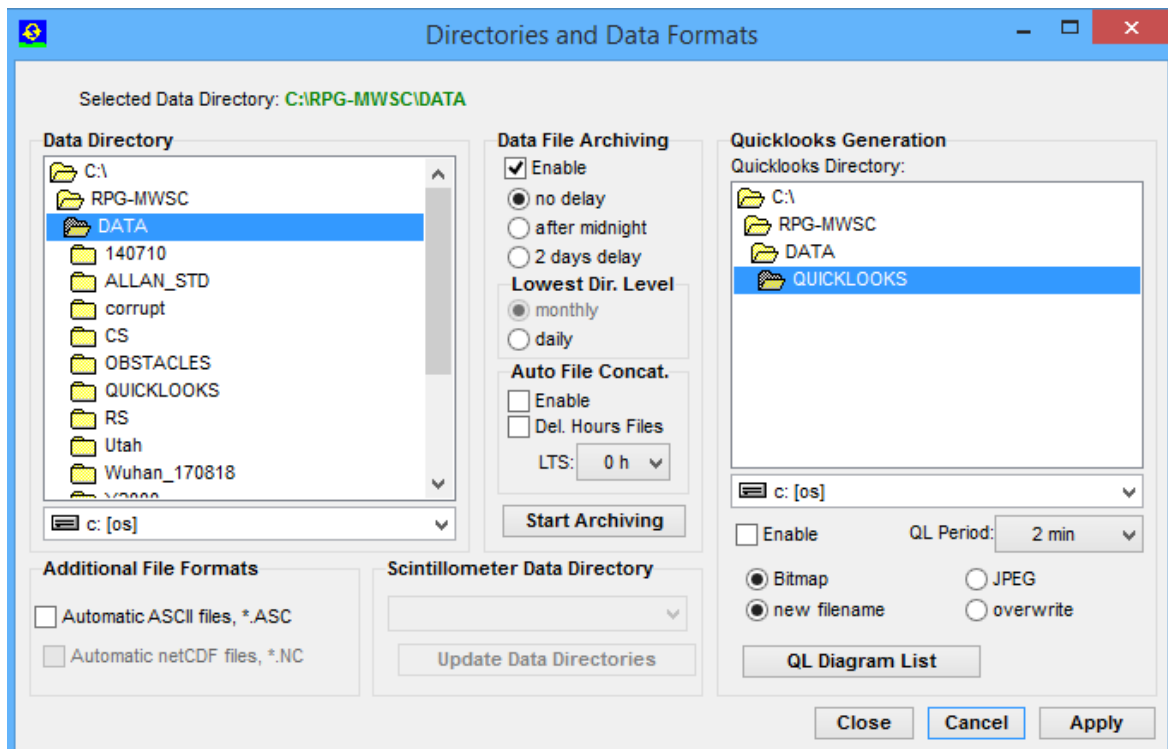 Directories and Data Formats
Selected Data Directory: C:\RPG-MWSC\DATA
Data Directory
C:\
RPG-MWSC
DATA
140710
ALLAN_STD
corrupt
CS
OBSTACLES
QUICKLOOKS
RS
Utah
Wuhan_170818
c: [os]
Data File Archiving
Enable
no delay
after midnight
2 days delay
Lowest Dir. Level
monthly
daily
Auto File Concat.
Enable
Del. Hours Files
LTS: 0 h
Start Archiving
Quicklooks Generation
Quicklooks Directory:
C:\
RPG-MWSC
DATA
QUICKLOOKS
c: [os]
Enable QL Period: 2 min
Bitmap JPEG
new filename overwrite
QL Diagram List
Additional File Formats
Automatic ASCII files, *.ASC
Automatic netCDF files, *.NC
Scintillometer Data Directory
Update Data Directories
Close Cancel Apply